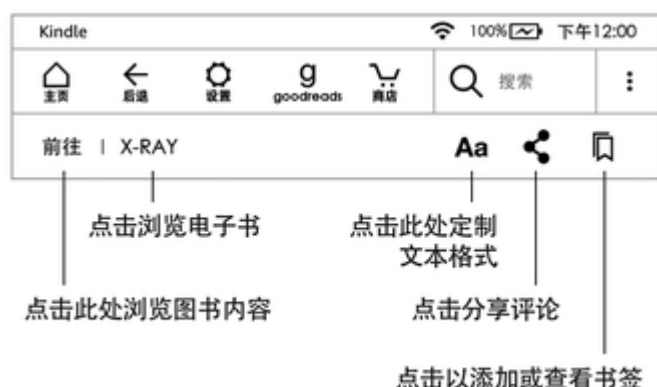 Kindle 100% 下午12:00
主页 后退 设置 goodreads 商店 搜索
前往 | X-RAY Aa
点击浏览电子书 点击此处定制
文本格式
点击此处浏览图书内容 点击分享评论
点击以添加或查看书签